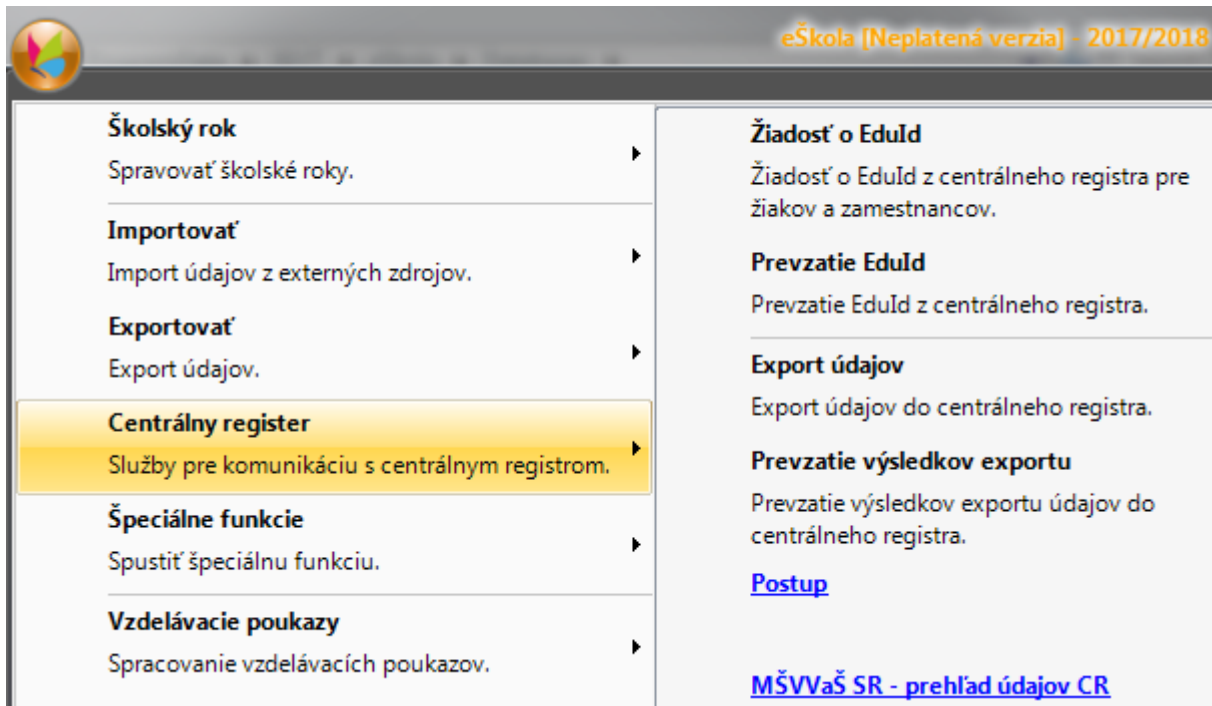 eŠkola [Neplatená verzia] - 2017/2018
Školský rok
Spravovať školské roky.
Importovať
Import údajov z externých zdrojov.
Exportovať
Export údajov.
Centrálny register
Služby pre komunikáciu s centrálnym registrom.
Špeciálne funkcie
Spustiť špeciálnu funkciu.
Vzdelávacie poukazy
Spracovanie vzdelávacích poukazov.
Žiadosť o EduId
Žiadosť o EduId z centrálneho registra pre
žiakov a zamestnancov.
Prevzatie EduId
Prevzatie EduId z centrálneho registra.
Export údajov
Export údajov do centrálneho registra.
Prevzatie výsledkov exportu
Prevzatie výsledkov exportu údajov do
centrálneho registra.
Postup
MŠVVaŠ SR - prehľad údajov CR